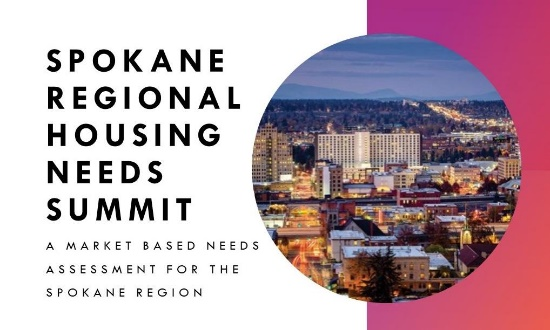 SPOKANE
REGIONAL
HOUSING
NEEDS
SUMMIT
A MARKET BASED NEEDS
ASSESSMENT FOR THE
SPOKANE REGION